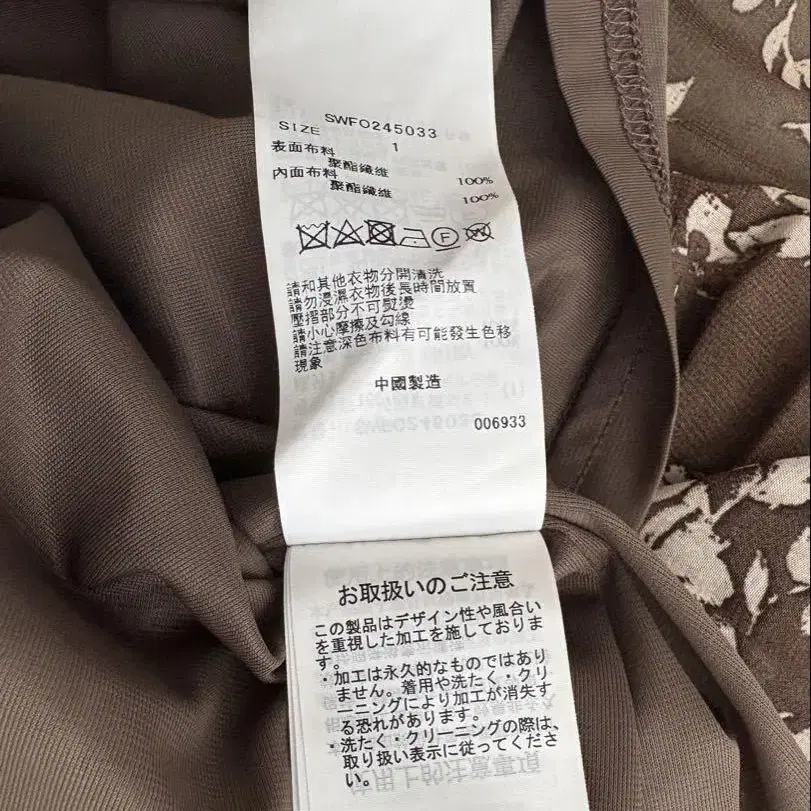 SWFO245033
SIZE 1
表面布料
聚酯纖維 100%
內面布料
聚酯纖維 100%
請和其他衣物分開清洗
請勿浸濕衣物後長時間放置
壓摺部分不可熨燙
請小心摩擦及勾線
請注意深色布料有可能發生色移
現象
中國製造
006933
お取扱いのご注意
この製品はデザイン性や風合い
を重視した加工を施しておりま
す。
・加工は永久的なものではあり
ません。着用や洗たく・クリ
ーニングにより加工が消失す
る恐れがあります。
・洗たく・クリーニングの際は、
取り扱い表示に従ってくださ
い。